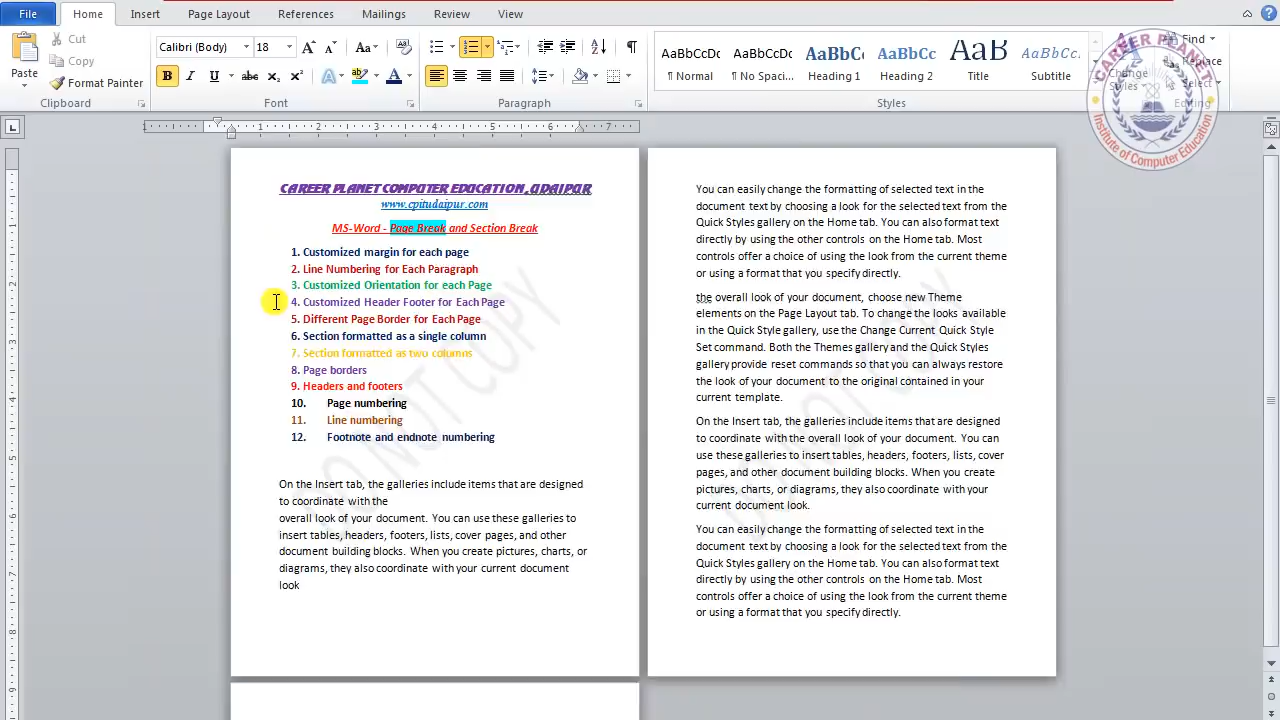 File Home Insert Page Layout References Mailings Review View
Cut
Copy
Paste
Format Painter
Clipboard
Calibri (Body) 18
Font
Paragraph
AaBbCcDc AaBbCcDc AaBbC AaBbCc AaB AaBbCcDc
¶ Normal ¶ No Spaci... Heading 1 Heading 2 Title Subtitle
Change Styles
Styles
Find
Replace
Select
Editing
CAREER PLANET
Institute of Computer Education
1 1 2 3 4 5 6 7
CAREER PLANET COMPUTER EDUCATION ,UDAIPUR
www.cpitudaipur.com
MS-Word - Page Break and Section Break
1. Customized margin for each page
2. Line Numbering for Each Paragraph
3. Customized Orientation for each Page
4. Customized Header Footer for Each Page
5. Different Page Border for Each Page
6. Section formatted as a single column
7. Section formatted as two columns
8. Page borders
9. Headers and footers
10. Page numbering
11. Line numbering
12. Footnote and endnote numbering
On the Insert tab, the galleries include items that are designed
to coordinate with the
overall look of your document. You can use these galleries to
insert tables, headers, footers, lists, cover pages, and other
document building blocks. When you create pictures, charts, or
diagrams, they also coordinate with your current document
look
DO NOT COPY
You can easily change the formatting of selected text in the
document text by choosing a look for the selected text from the
Quick Styles gallery on the Home tab. You can also format text
directly by using the other controls on the Home tab. Most
controls offer a choice of using the look from the current theme
or using a format that you specify directly.
the overall look of your document, choose new Theme
elements on the Page Layout tab. To change the looks available
in the Quick Style gallery, use the Change Current Quick Style
Set command. Both the Themes gallery and the Quick Styles
gallery provide reset commands so that you can always restore
the look of your document to the original contained in your
current template.
On the Insert tab, the galleries include items that are designed
to coordinate with the overall look of your document. You can
use these galleries to insert tables, headers, footers, lists, cover
pages, and other document building blocks. When you create
pictures, charts, or diagrams, they also coordinate with your
current document look.
You can easily change the formatting of selected text in the
document text by choosing a look for the selected text from the
Quick Styles gallery on the Home tab. You can also format text
directly by using the other controls on the Home tab. Most
controls offer a choice of using the look from the current theme
or using a format that you specify directly.
DO NOT COPY